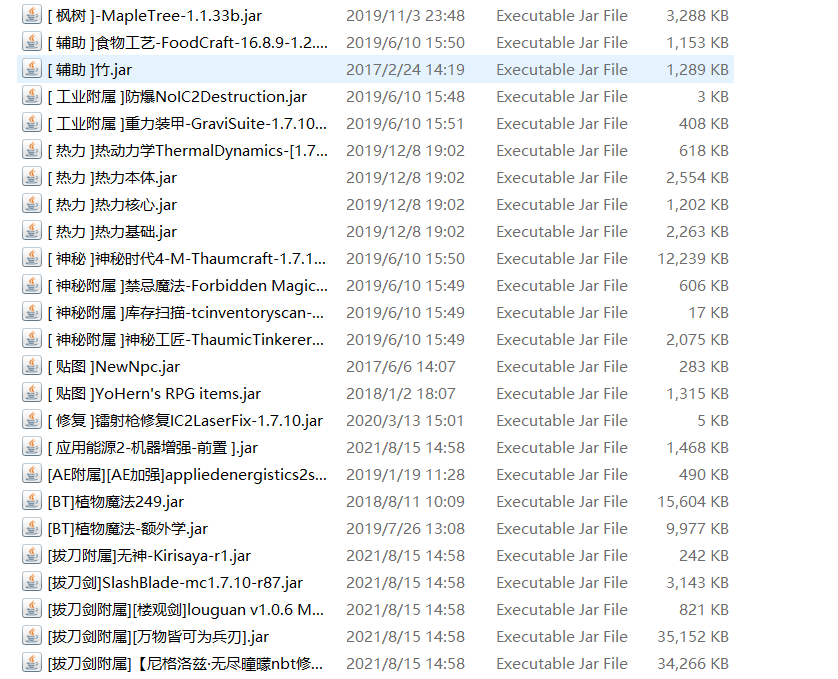 [ 枫树 ]-MapleTree-1.1.33b.jar 2019/11/3 23:48 Executable Jar File 3,288 KB
[ 辅助 ]食物工艺-FoodCraft-16.8.9-1.2.... 2019/6/10 15:50 Executable Jar File 1,153 KB
[ 辅助 ]竹.jar 2017/2/24 14:19 Executable Jar File 1,289 KB
[ 工业附属 ]防爆NoIC2Destruction.jar 2019/6/10 15:48 Executable Jar File 3 KB
[ 工业附属 ]重力装甲-GraviSuite-1.7.10... 2019/6/10 15:51 Executable Jar File 408 KB
[ 热力 ]热动力学ThermalDynamics-[1.7... 2019/12/8 19:02 Executable Jar File 618 KB
[ 热力 ]热力本体.jar 2019/12/8 19:02 Executable Jar File 2,554 KB
[ 热力 ]热力核心.jar 2019/12/8 19:02 Executable Jar File 1,202 KB
[ 热力 ]热力基础.jar 2019/12/8 19:02 Executable Jar File 2,263 KB
[ 神秘 ]神秘时代4-M-Thaumcraft-1.7.1... 2019/6/10 15:50 Executable Jar File 12,239 KB
[ 神秘附属 ]禁忌魔法-Forbidden Magic... 2019/6/10 15:49 Executable Jar File 606 KB
[ 神秘附属 ]库存扫描-tcinventoryscan-... 2019/6/10 15:49 Executable Jar File 17 KB
[ 神秘附属 ]神秘工匠-ThaumicTinkerer... 2019/6/10 15:49 Executable Jar File 2,075 KB
[ 贴图 ]NewNpc.jar 2017/6/6 14:07 Executable Jar File 283 KB
[ 贴图 ]YoHern's RPG items.jar 2018/1/2 18:07 Executable Jar File 1,315 KB
[ 修复 ]镭射枪修复IC2LaserFix-1.7.10.jar 2020/3/13 15:01 Executable Jar File 5 KB
[ 应用能源2-机器增强-前置 ].jar 2021/8/15 14:58 Executable Jar File 1,468 KB
[AE附属][AE加强]appliedenergistics2s... 2019/1/19 11:28 Executable Jar File 490 KB
[BT]植物魔法249.jar 2018/8/11 10:09 Executable Jar File 15,604 KB
[BT]植物魔法-额外学.jar 2019/7/26 13:08 Executable Jar File 9,977 KB
[拔刀附属]无神-Kirisaya-r1.jar 2021/8/15 14:58 Executable Jar File 242 KB
[拔刀剑]SlashBlade-mc1.7.10-r87.jar 2021/8/15 14:58 Executable Jar File 3,143 KB
[拔刀剑附属][楼观剑]louguan v1.0.6 M... 2021/8/15 14:58 Executable Jar File 821 KB
[拔刀剑附属][万物皆可为兵刃].jar 2021/8/15 14:58 Executable Jar File 35,152 KB
[拔刀剑附属]【尼格洛兹·无尽曈曚nbt修... 2021/8/15 14:58 Executable Jar File 34,266 KB